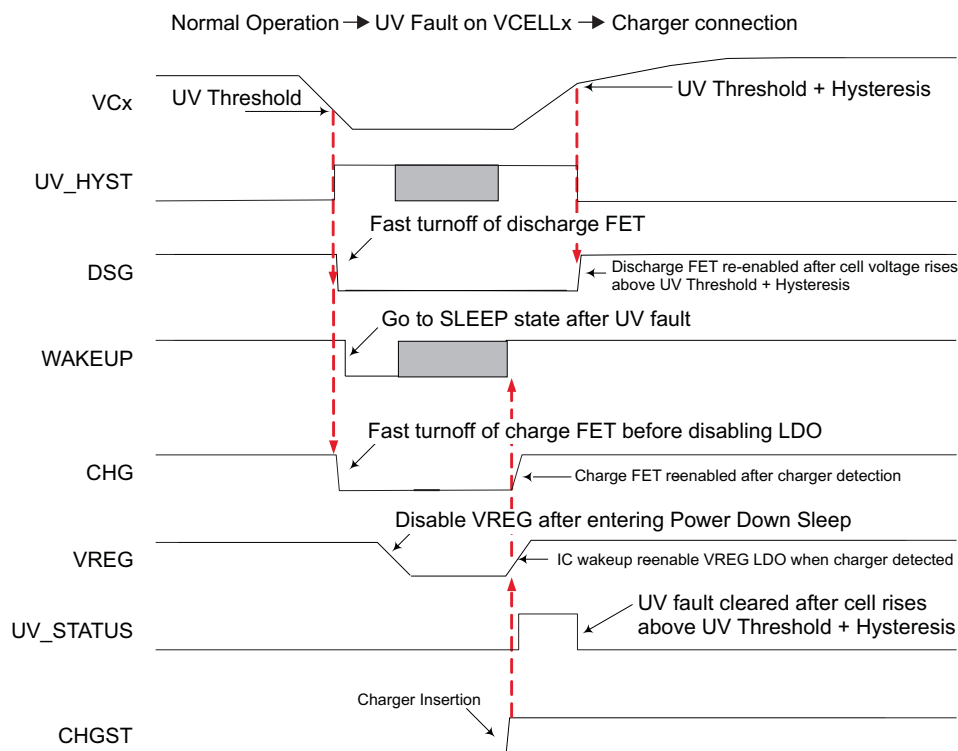 Normal Operation → UV Fault on VCELLx → Charger connection
VCx
UV Threshold
UV Threshold + Hysteresis
UV_HYST
Fast turnoff of discharge FET
DSG
Discharge FET re-enabled after cell voltage rises
above UV Threshold + Hysteresis
Go to SLEEP state after UV fault
WAKEUP
Fast turnoff of charge FET before disabling LDO
CHG
Charge FET reenabled after charger detection
Disable VREG after entering Power Down Sleep
VREG
IC wakeup reenable VREG LDO when charger detected
UV_STATUS
UV fault cleared after cell rises
above UV Threshold + Hysteresis
Charger Insertion
CHGST